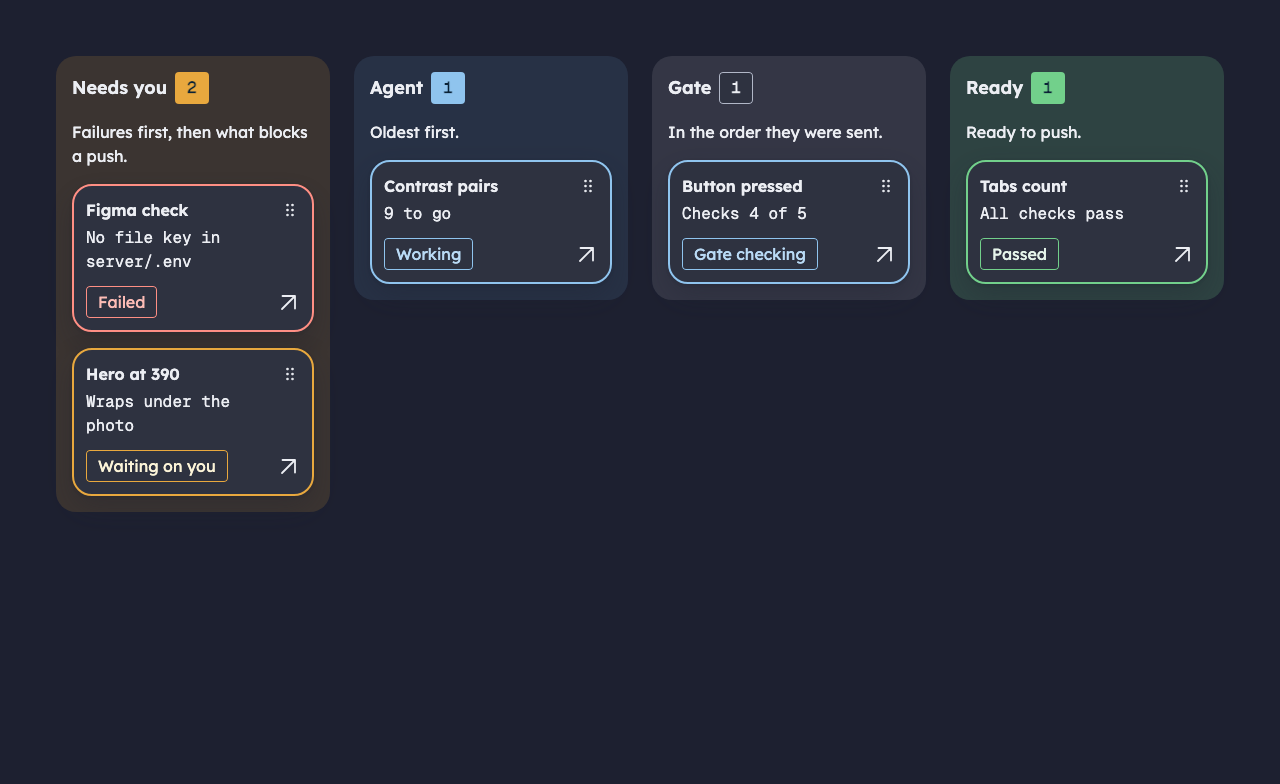 Needs you 2
Failures first, then what blocks
a push.
Figma check
No file key in
server/.env
Failed
Hero at 390
Wraps under the
photo
Waiting on you
Agent 1
Oldest first.
Contrast pairs
9 to go
Working
Gate 1
In the order they were sent.
Button pressed
Checks 4 of 5
Gate checking
Ready 1
Ready to push.
Tabs count
All checks pass
Passed